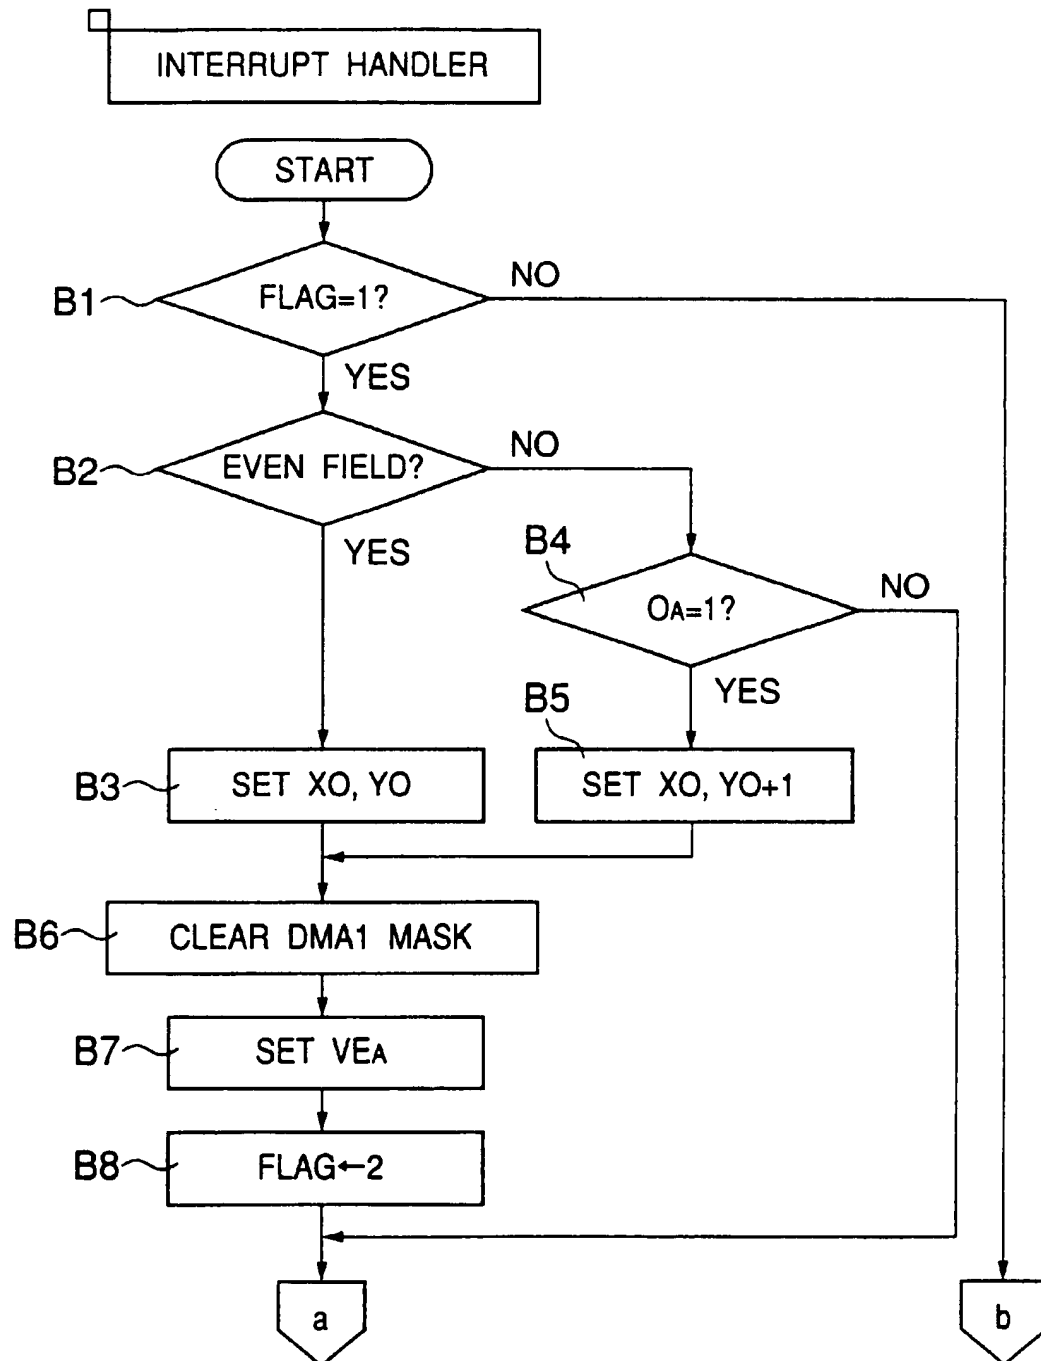 INTERRUPT HANDLER
START
B1
FLAG=1?
NO
YES
B2
EVEN FIELD?
NO
YES
B4
OA=1?
NO
YES
B3
SET XO, YO
B5
SET XO, YO+1
B6
CLEAR DMA1 MASK
B7
SET VEA
B8
FLAG←2
a
b